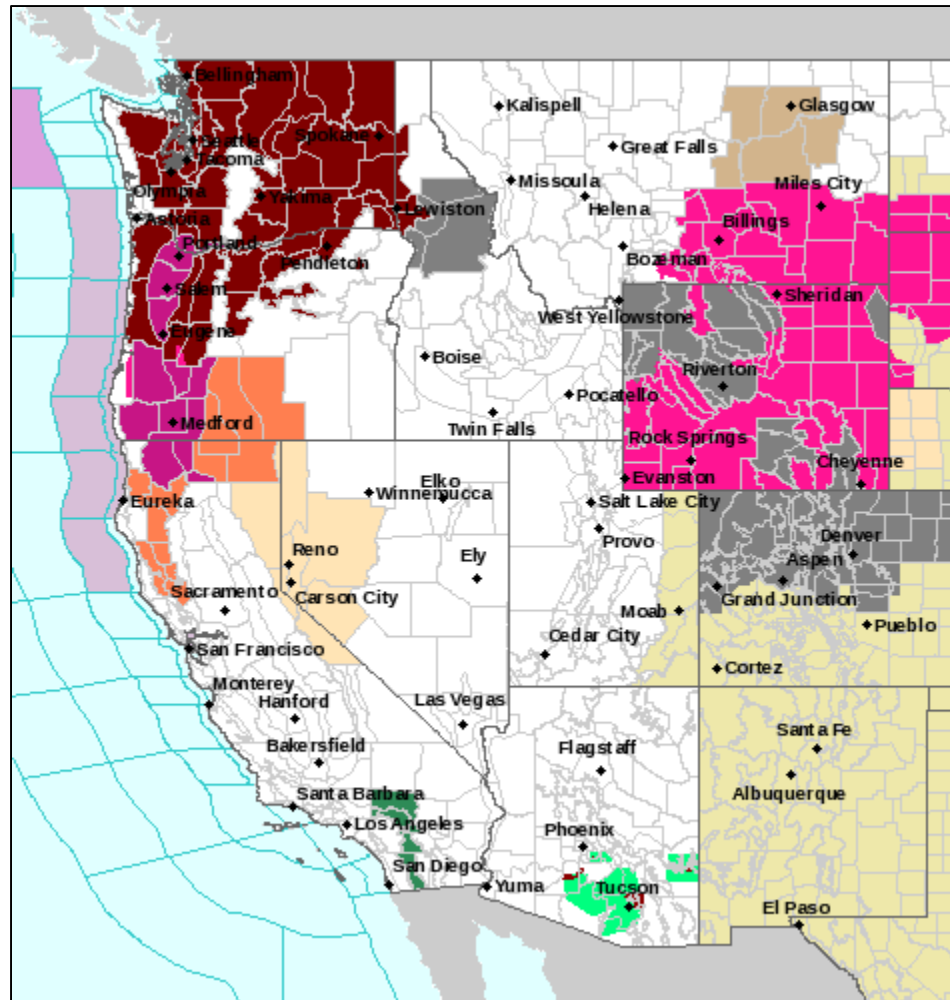 Bellingham
Kalispell
Glasgow
Seattle
Spokane
Great Falls
Tacoma
Missoula
Miles City
Olympia
Yakima
Lewiston
Helena
Astoria
Billings
Portland
Pendleton
Bozeman
Salem
Sheridan
West Yellowstone
Eugene
Boise
Riverton
Pocatello
Medford
Twin Falls
Rock Springs
Cheyenne
Elko
Evanston
Eureka
Winnemucca
Salt Lake City
Denver
Provo
Reno
Ely
Aspen
Sacramento
Carson City
Grand Junction
Moab
Pueblo
Cedar City
San Francisco
Cortez
Monterey
Hanford
Las Vegas
Santa Fe
Bakersfield
Flagstaff
Albuquerque
Santa Barbara
Los Angeles
Phoenix
San Diego
Yuma
Tucson
El Paso